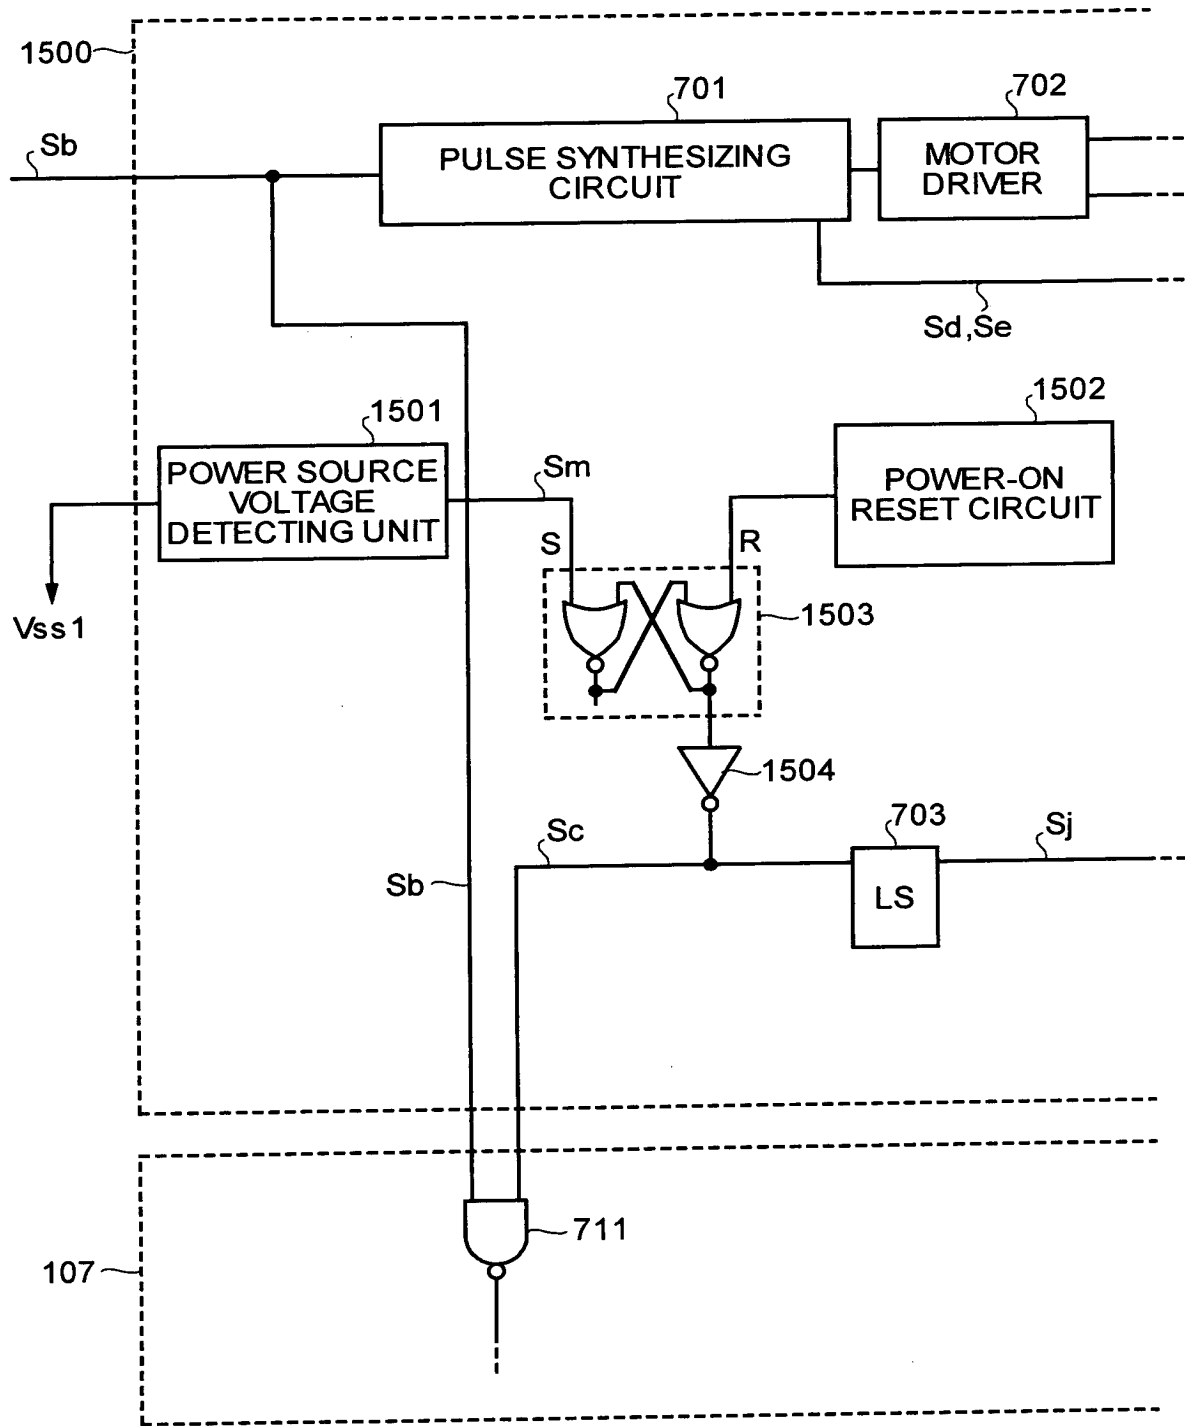 1500
701
702
Sb
PULSE SYNTHESIZING
CIRCUIT
MOTOR
DRIVER
Sd,Se
1501
1502
POWER SOURCE
VOLTAGE
DETECTING UNIT
Sm
POWER-ON
RESET CIRCUIT
S
R
Vss1
1503
1504
703
Sc
Sj
Sb
LS
711
107